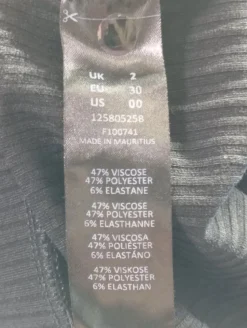 UK 2
EU 30
US 00
125805258
F100741
MADE IN MAURITIUS
47% VISCOSE
47% POLYESTER
6% ELASTANE
47% VISCOSE
47% POLYESTER
6% ELASTHANNE
47% VISCOSA
47% POLIÉSTER
6% ELASTÁNO
47% VISKOSE
47% POLYESTER
6% ELASTHAN